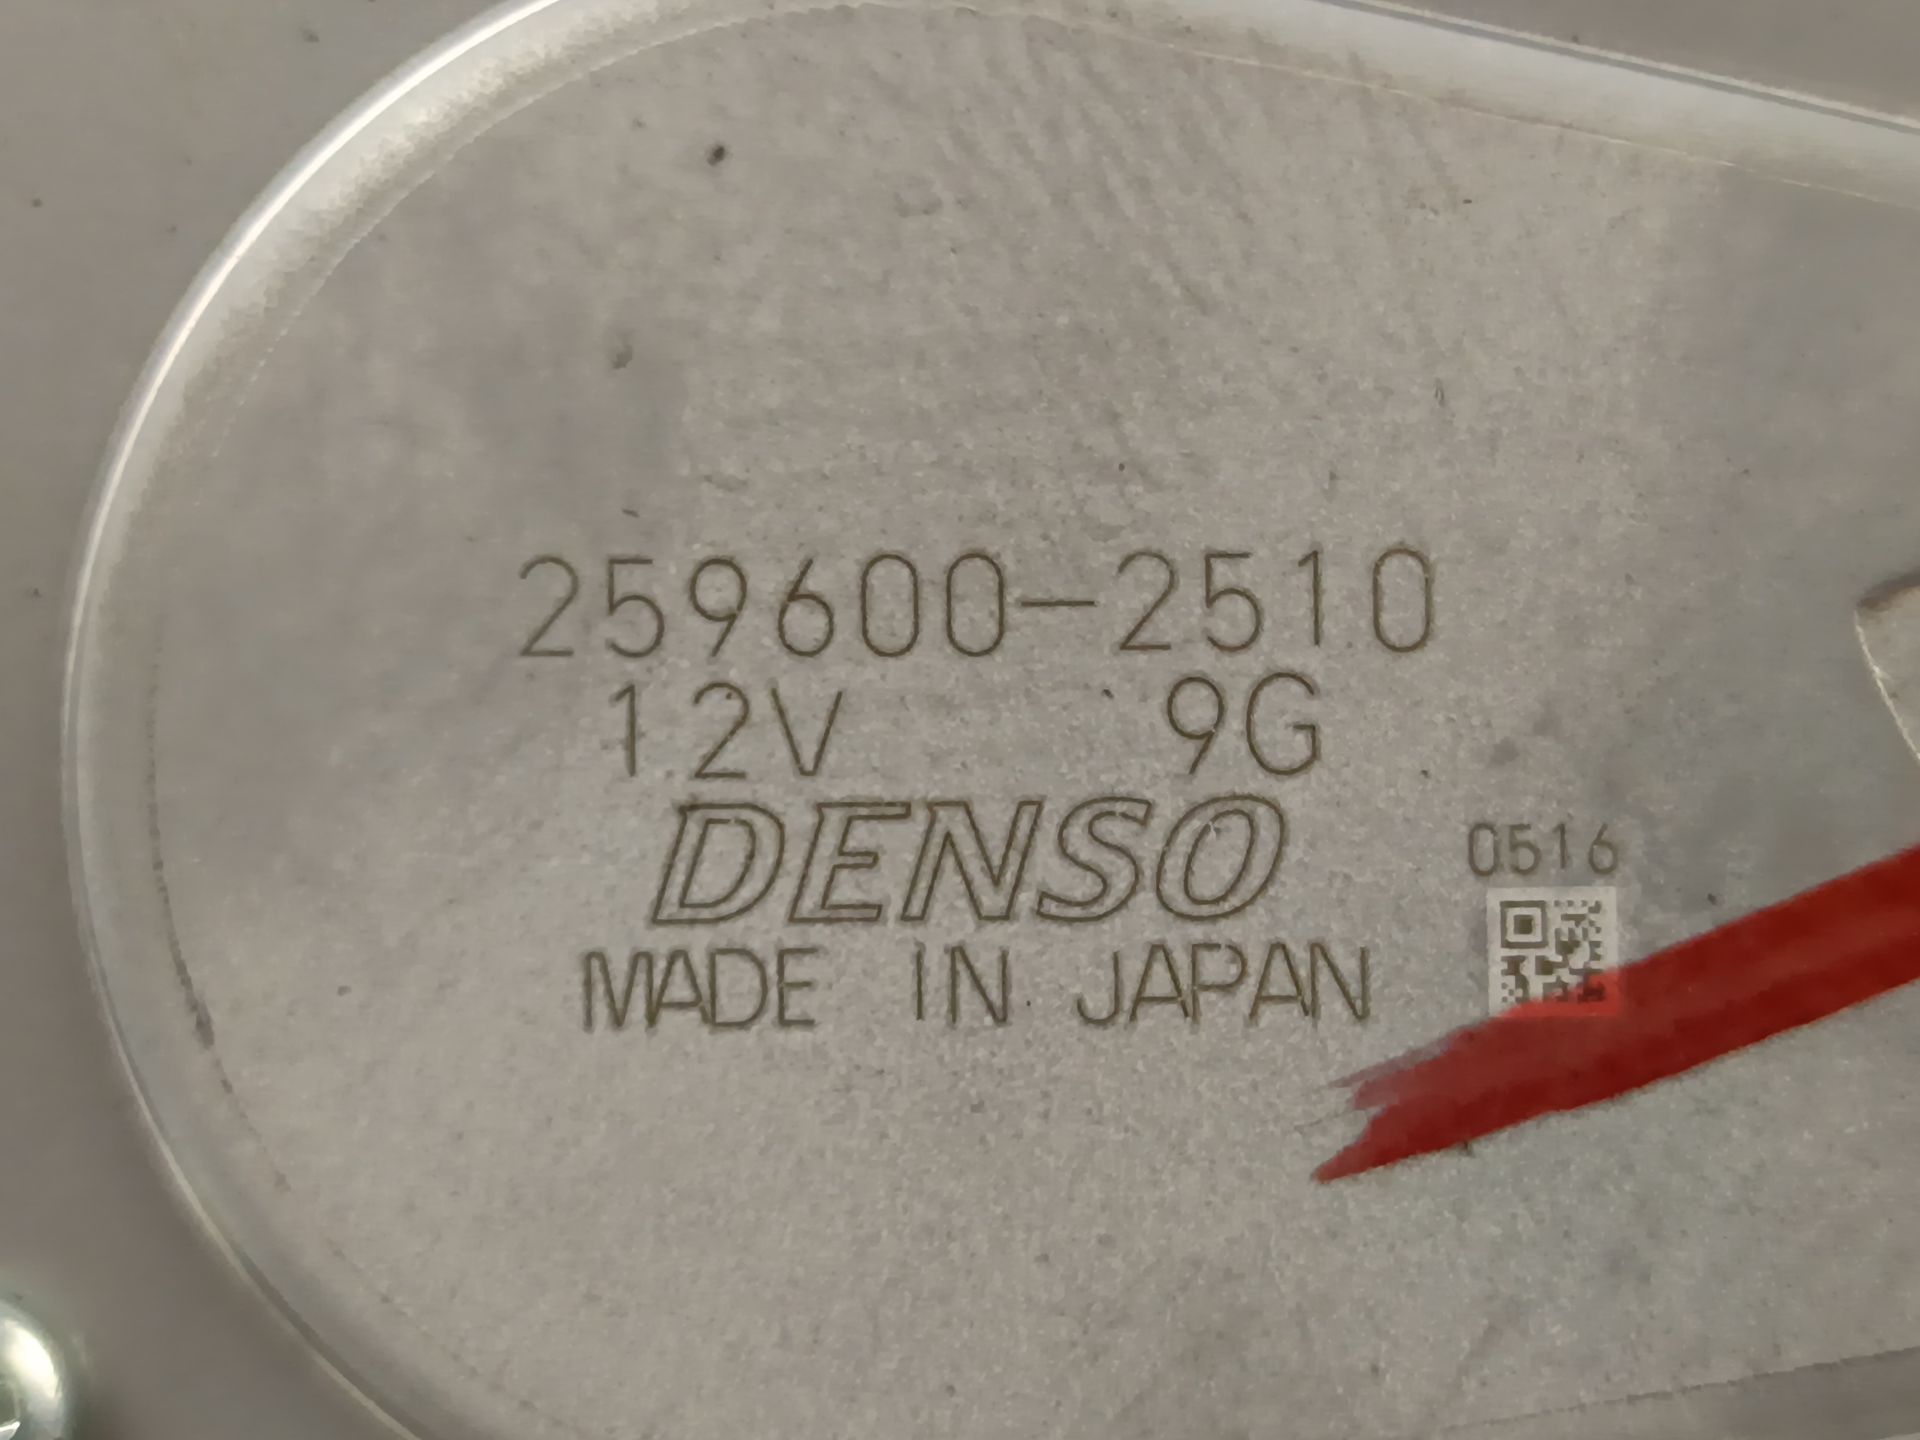 259600-2510
12V 9G
DENSO
0516
MADE IN JAPAN